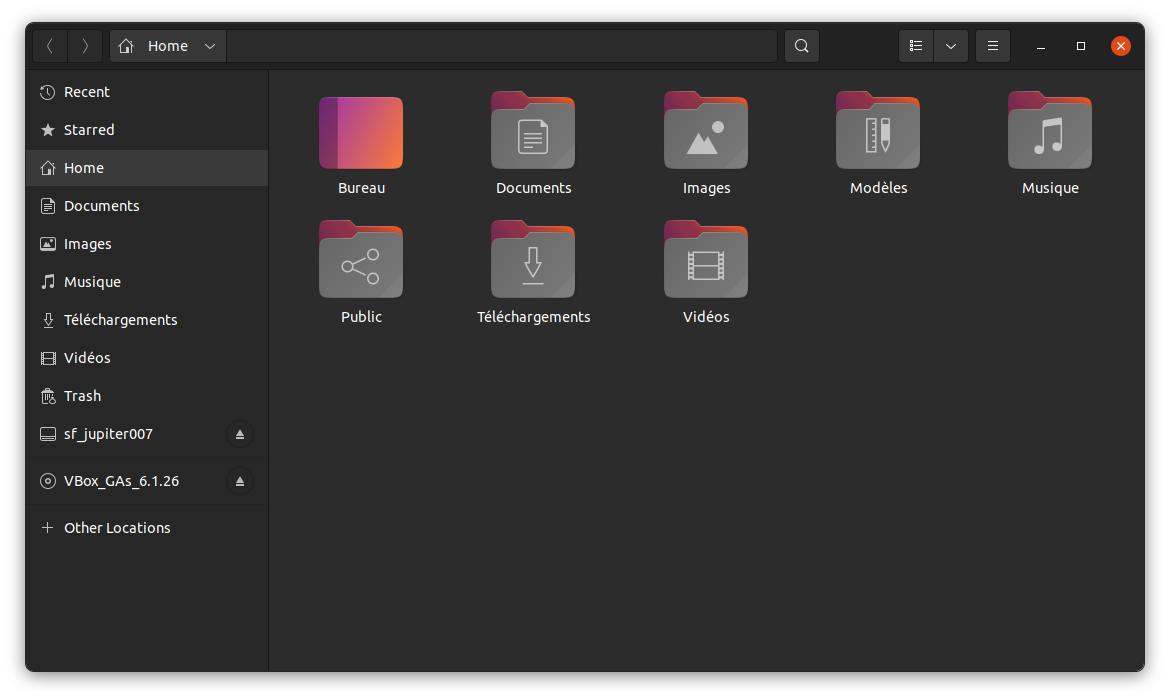 Home
Recent
Starred
Home
Documents
Images
Musique
Téléchargements
Vidéos
Trash
sf_jupiter007
VBox_GAs_6.1.26
Other Locations
Bureau
Documents
Images
Modèles
Musique
Public
Téléchargements
Vidéos